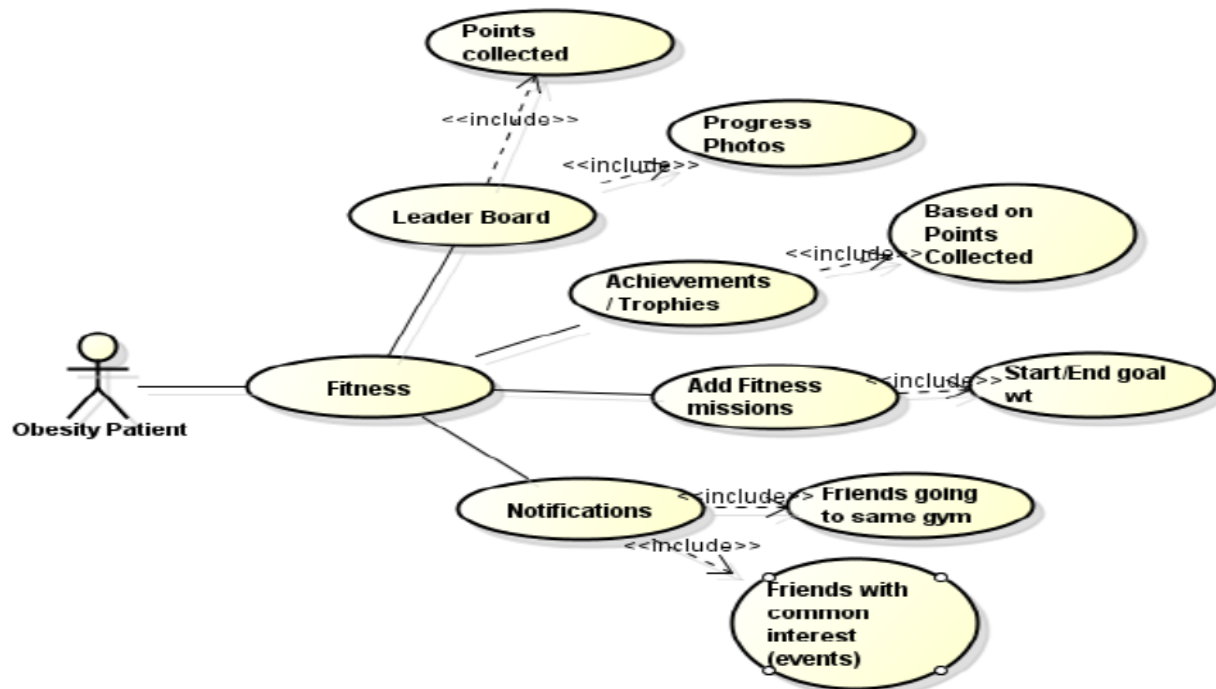 Points
collected
<<include>>
Progress
Photos
<<include>>
Leader Board
Based on
Points
Collected
<<include>>
Achievements
/ Trophies
Fitness
Add Fitness
missions
<<include>>
Start/End goal
wt
Obesity Patient
Notifications
<<include>>
Friends going
to same gym
<<include>>
Friends with
common
interest
(events)